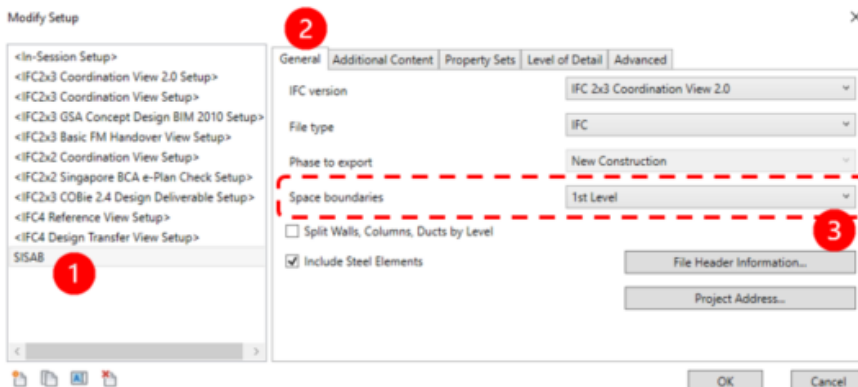 Modify Setup
2
<In-Session Setup>
<IFC2x3 Coordination View 2.0 Setup>
<IFC2x3 Coordination View Setup>
<IFC2x3 GSA Concept Design BIM 2010 Setup>
<IFC2x3 Basic FM Handover View Setup>
<IFC2x2 Coordination View Setup>
<IFC2x2 Singapore BCA e-Plan Check Setup>
<IFC2x3 COBie 2.4 Design Deliverable Setup>
<IFC4 Reference View Setup>
<IFC4 Design Transfer View Setup>
SISAB
1
General Additional Content Property Sets Level of Detail Advanced
IFC version IFC 2x3 Coordination View 2.0
File type IFC
Phase to export New Construction
Space boundaries 1st Level
3
Split Walls, Columns, Ducts by Level
Include Steel Elements File Header Information...
Project Address...
OK Cancel